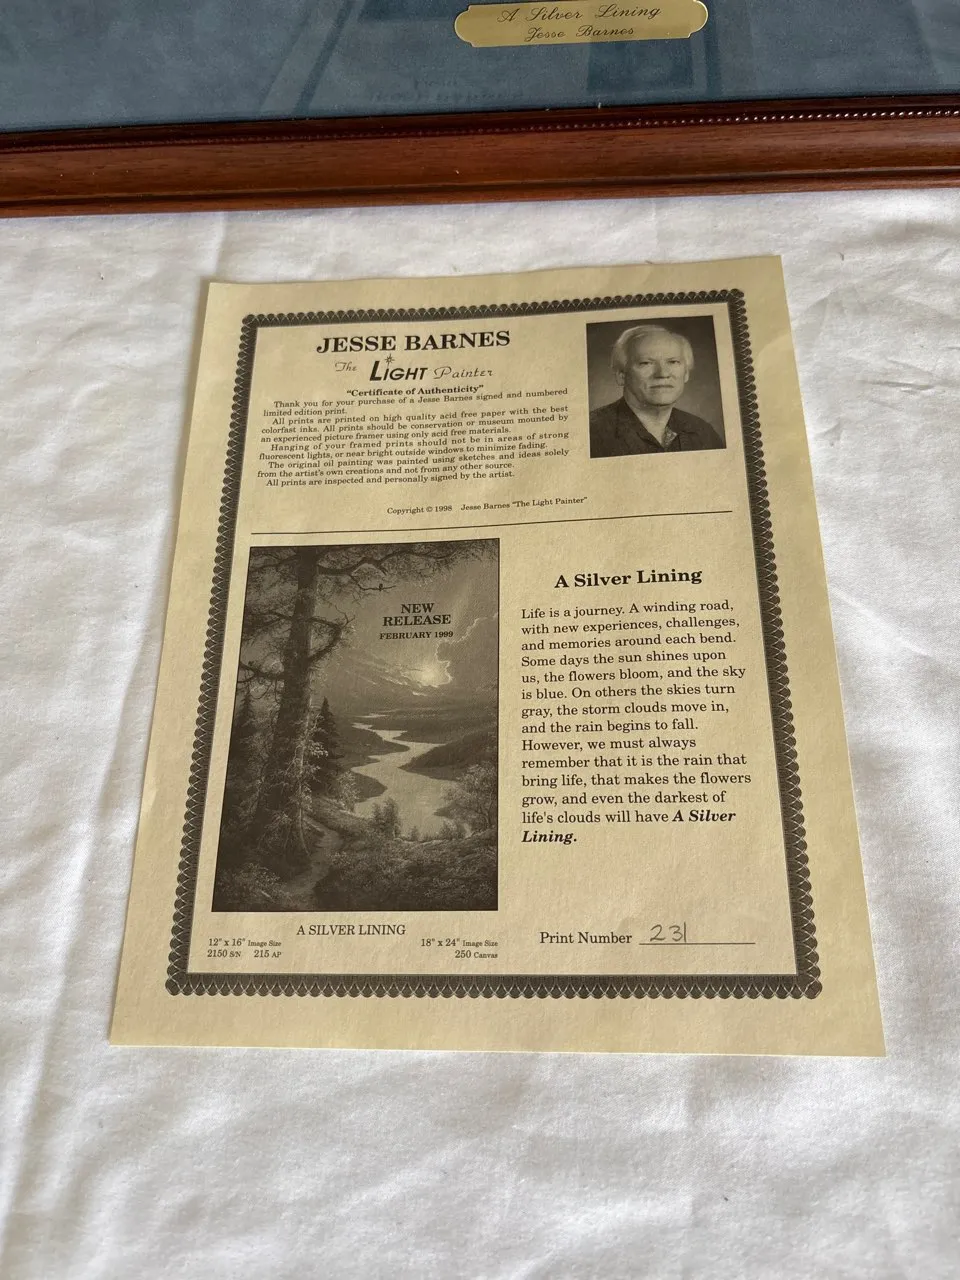 A Silver Lining
Jesse Barnes
JESSE BARNES
The LIGHT Painter
"Certificate of Authenticity"
Thank you for your purchase of a Jesse Barnes signed and numbered
limited edition print.
All prints are printed on high quality acid free paper with the best
colorfast inks. All prints should be conservation or museum mounted by
an experienced picture framer using only acid free materials.
Hanging of your framed prints should not be in areas of strong
fluorescent lights, or near bright outside windows to minimize fading.
The original oil painting was painted using sketches and ideas solely
from the artist's own creations and not from any other source.
All prints are inspected and personally signed by the artist.
Copyright © 1998 Jesse Barnes "The Light Painter"
NEW
RELEASE
FEBRUARY 1999
A SILVER LINING
12" x 16" Image Size
2150 S/N 215 AP
18" x 24" Image Size
250 Canvas
A Silver Lining
Life is a journey. A winding road,
with new experiences, challenges,
and memories around each bend.
Some days the sun shines upon
us, the flowers bloom, and the sky
is blue. On others the skies turn
gray, the storm clouds move in,
and the rain begins to fall.
However, we must always
remember that it is the rain that
bring life, that makes the flowers
grow, and even the darkest of
life's clouds will have A Silver
Lining.
Print Number 231